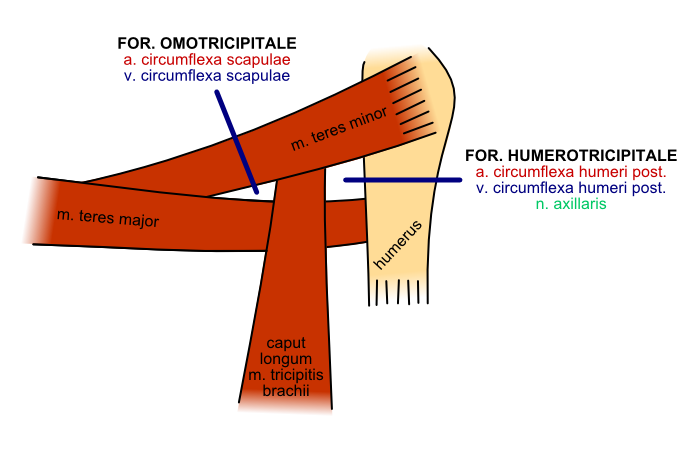 FOR. OMOTRICIPITALE
a. circumflexa scapulae
v. circumflexa scapulae
m. teres minor
FOR. HUMEROTRICIPITALE
a. circumflexa humeri post.
v. circumflexa humeri post.
n. axillaris
m. teres major
humerus
caput
longum
m. tricipitis
brachii